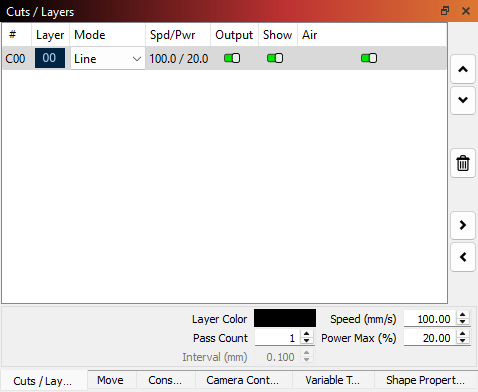 Cuts / Layers
# Layer Mode Spd/Pwr Output Show Air
C00 00 Line 100.0 / 20.0
Layer Color Speed (mm/s) 100.00
Pass Count 1 Power Max (%) 20.00
Interval (mm) 0.100
Cuts / Lay... Move Cons... Camera Cont... Variable T... Shape Propert...